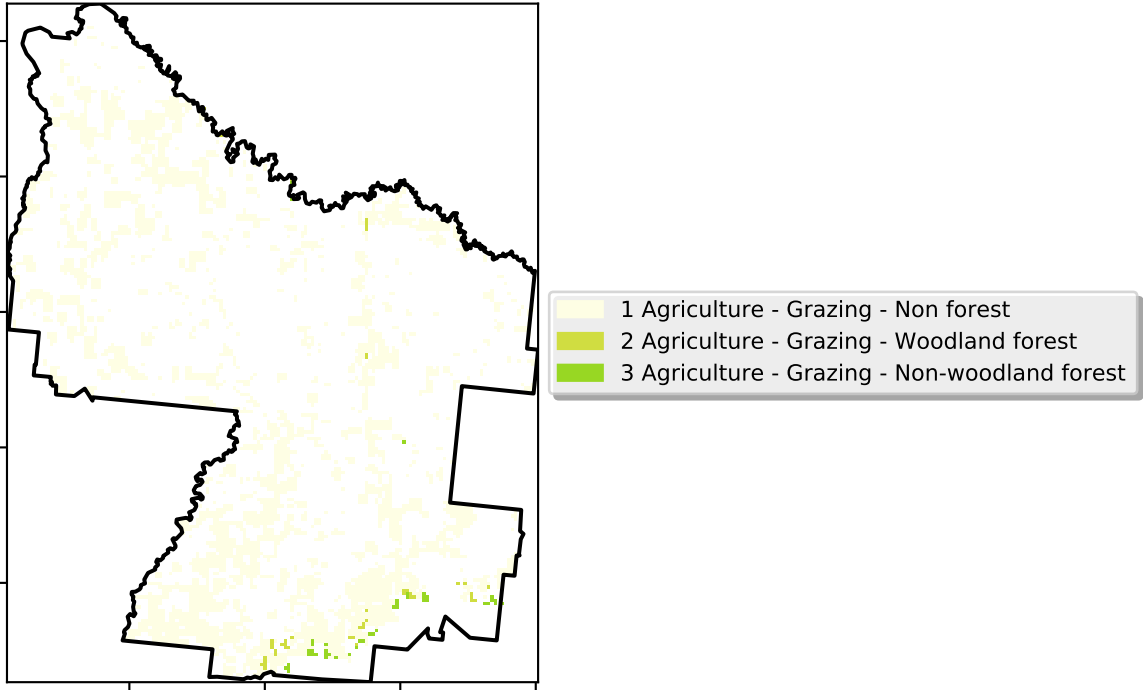 1 Agriculture - Grazing - Non forest
2 Agriculture - Grazing - Woodland forest
3 Agriculture - Grazing - Non-woodland forest